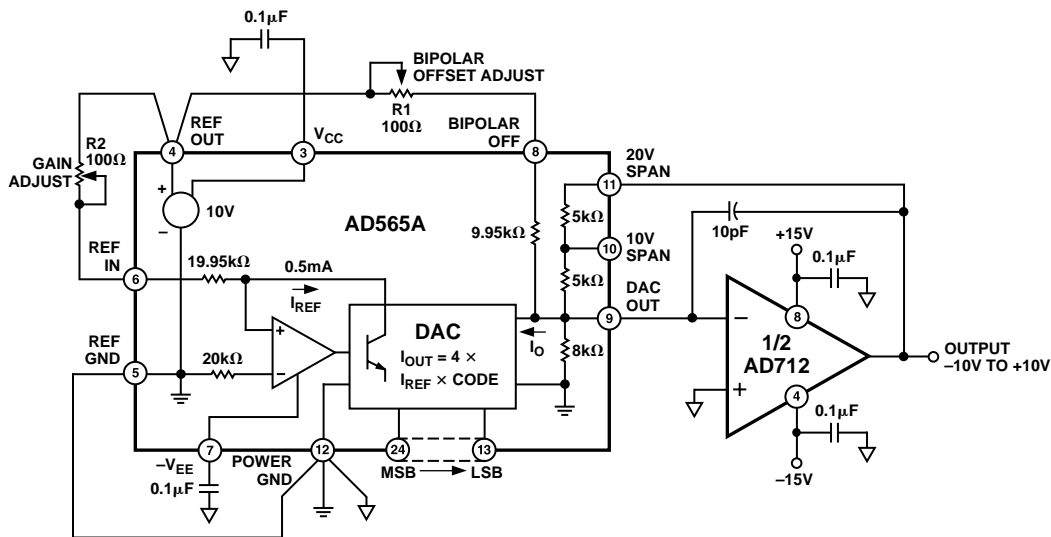 0.1µF
BIPOLAR
OFFSET ADJUST
R1
100Ω
R2
100Ω
GAIN
ADJUST
REF
OUT
VCC
BIPOLAR
OFF
20V
SPAN
4
3
8
11
+
–
10V
AD565A
9.95kΩ
5kΩ
10V
SPAN
10
5kΩ
10pF
+15V
0.1µF
REF
IN
6
19.95kΩ
0.5mA
IREF
DAC
OUT
9
8
–
1/2
AD712
+
4
OUTPUT
–10V TO +10V
DAC
IOUT = 4 ×
IREF × CODE
IO
8kΩ
REF
GND
5
20kΩ
+
–
0.1µF
–15V
7
12
24
13
–VEE
POWER
GND
MSB
LSB
0.1µF